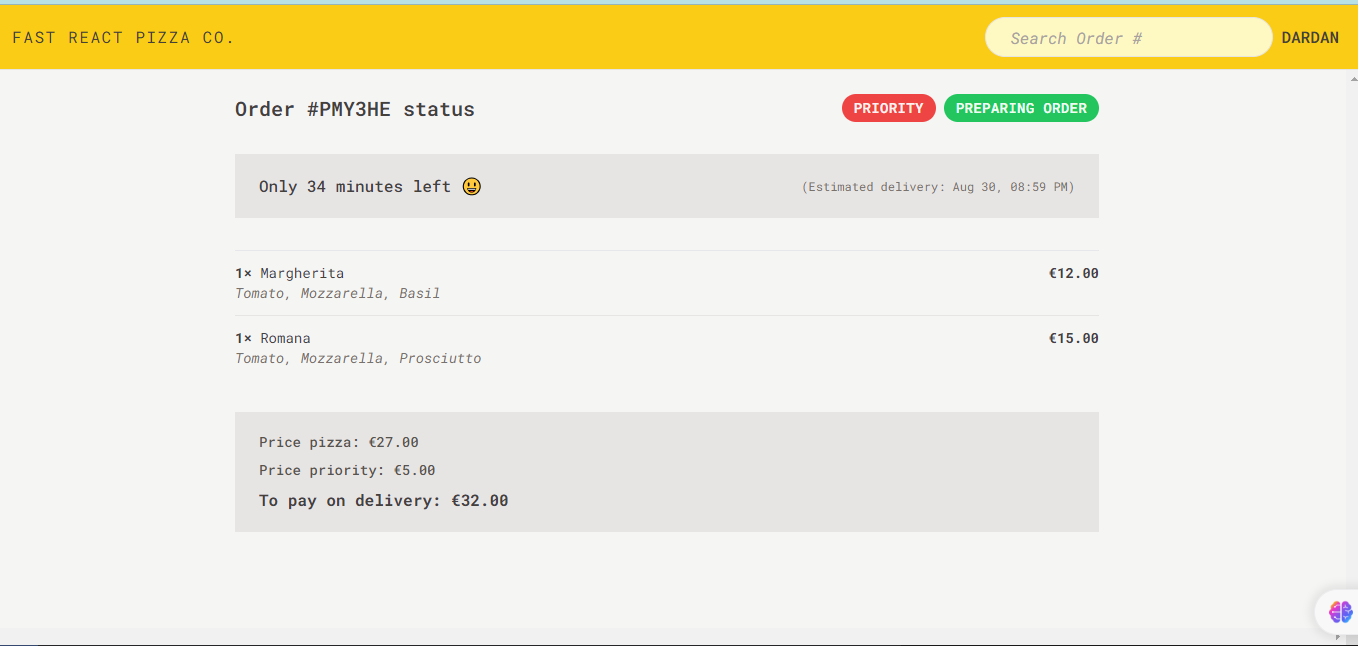 FAST REACT PIZZA CO.
Search Order #
DARDAN
Order #PMY3HE status
PRIORITY
PREPARING ORDER
Only 34 minutes left 😃
(Estimated delivery: Aug 30, 08:59 PM)
1× Margherita
€12.00
Tomato, Mozzarella, Basil
1× Romana
€15.00
Tomato, Mozzarella, Prosciutto
Price pizza: €27.00
Price priority: €5.00
To pay on delivery: €32.00